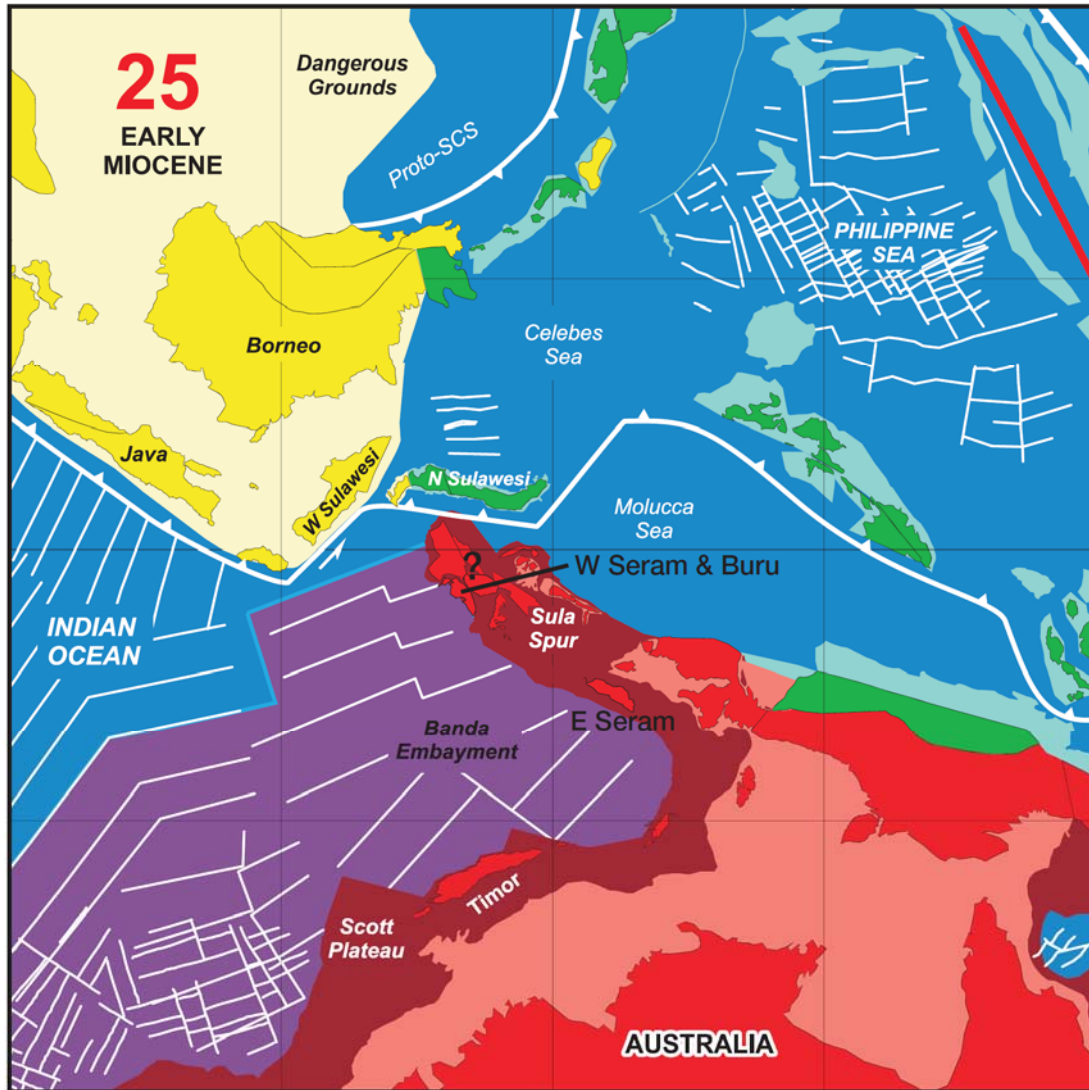 25
EARLY
MIOCENE
Dangerous
Grounds
Proto-SCS
PHILIPPINE
SEA
Borneo
Celebes
Sea
Java
W Sulawesi
N Sulawesi
Molucca
Sea
?
W Seram & Buru
INDIAN
OCEAN
Sula
Spur
E Seram
Banda
Embayment
Timor
Scott
Plateau
AUSTRALIA